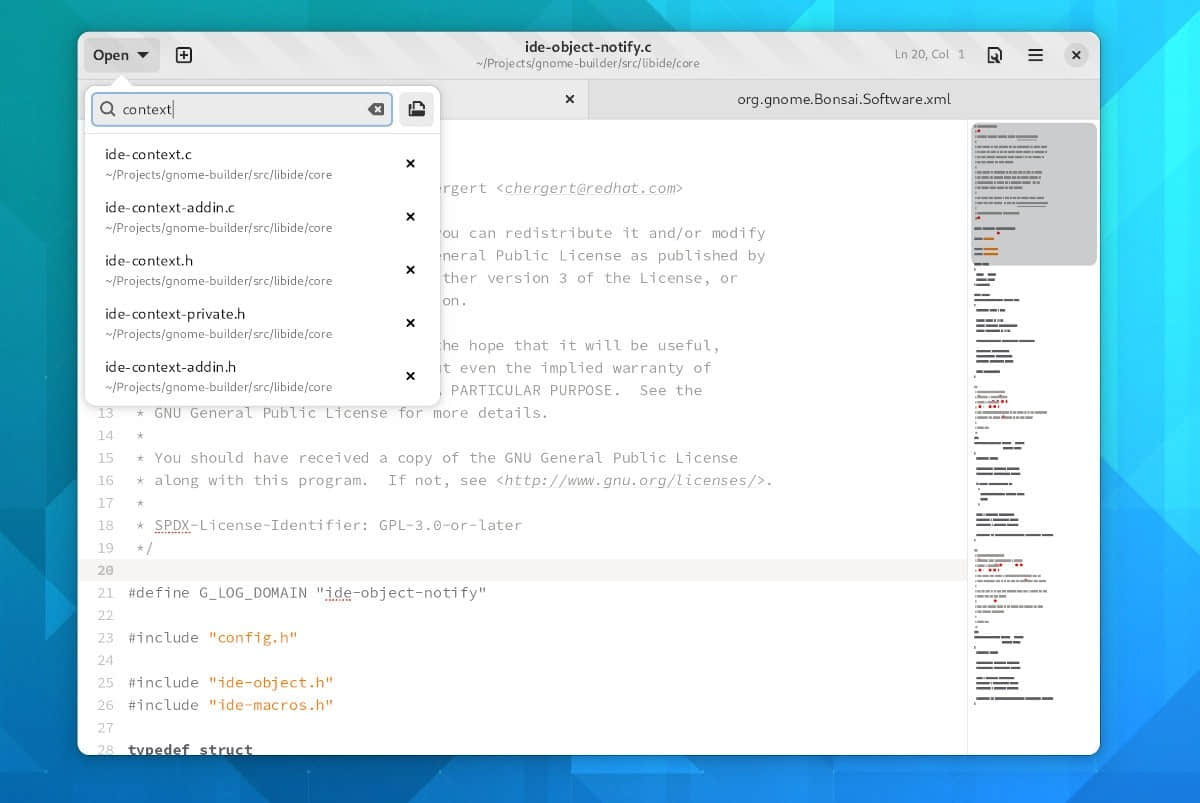 Open
ide-object-notify.c
~/Projects/gnome-builder/src/libide/core
Ln 20, Col 1
org.gnome.Bonsai.Software.xml
context
ide-context.c
~/Projects/gnome-builder/src/libide/core
ide-context-addin.c
~/Projects/gnome-builder/src/libide/core
ide-context.h
~/Projects/gnome-builder/src/libide/core
ide-context-private.h
~/Projects/gnome-builder/src/libide/core
ide-context-addin.h
~/Projects/gnome-builder/src/libide/core
ergert <chergert@redhat.com>
you can redistribute it and/or modify
eneral Public License as published by
ther version 3 of the License, or
on.
the hope that it will be useful,
t even the implied warranty of
PARTICULAR PURPOSE.  See the
13 * GNU General Public License for more details.
14 *
15 * You should have received a copy of the GNU General Public License
16 * along with this program.  If not, see <http://www.gnu.org/licenses/>.
17 *
18 * SPDX-License-Identifier: GPL-3.0-or-later
19 */
20
21 #define G_LOG_DOMAIN "ide-object-notify"
22
23 #include "config.h"
24
25 #include "ide-object.h"
26 #include "ide-macros.h"
27
28 typedef struct